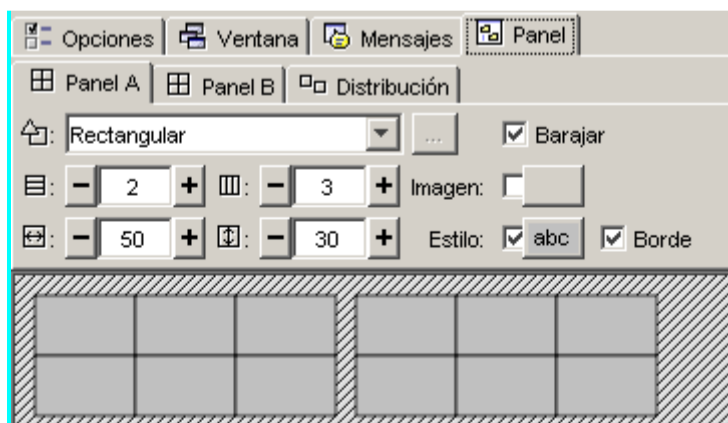 Opciones Ventana Mensajes Panel
Panel A Panel B Distribución
: Rectangular ... Barajar
: − 2 + : − 3 + Imagen:
: − 50 + : − 30 + Estilo: abc Borde